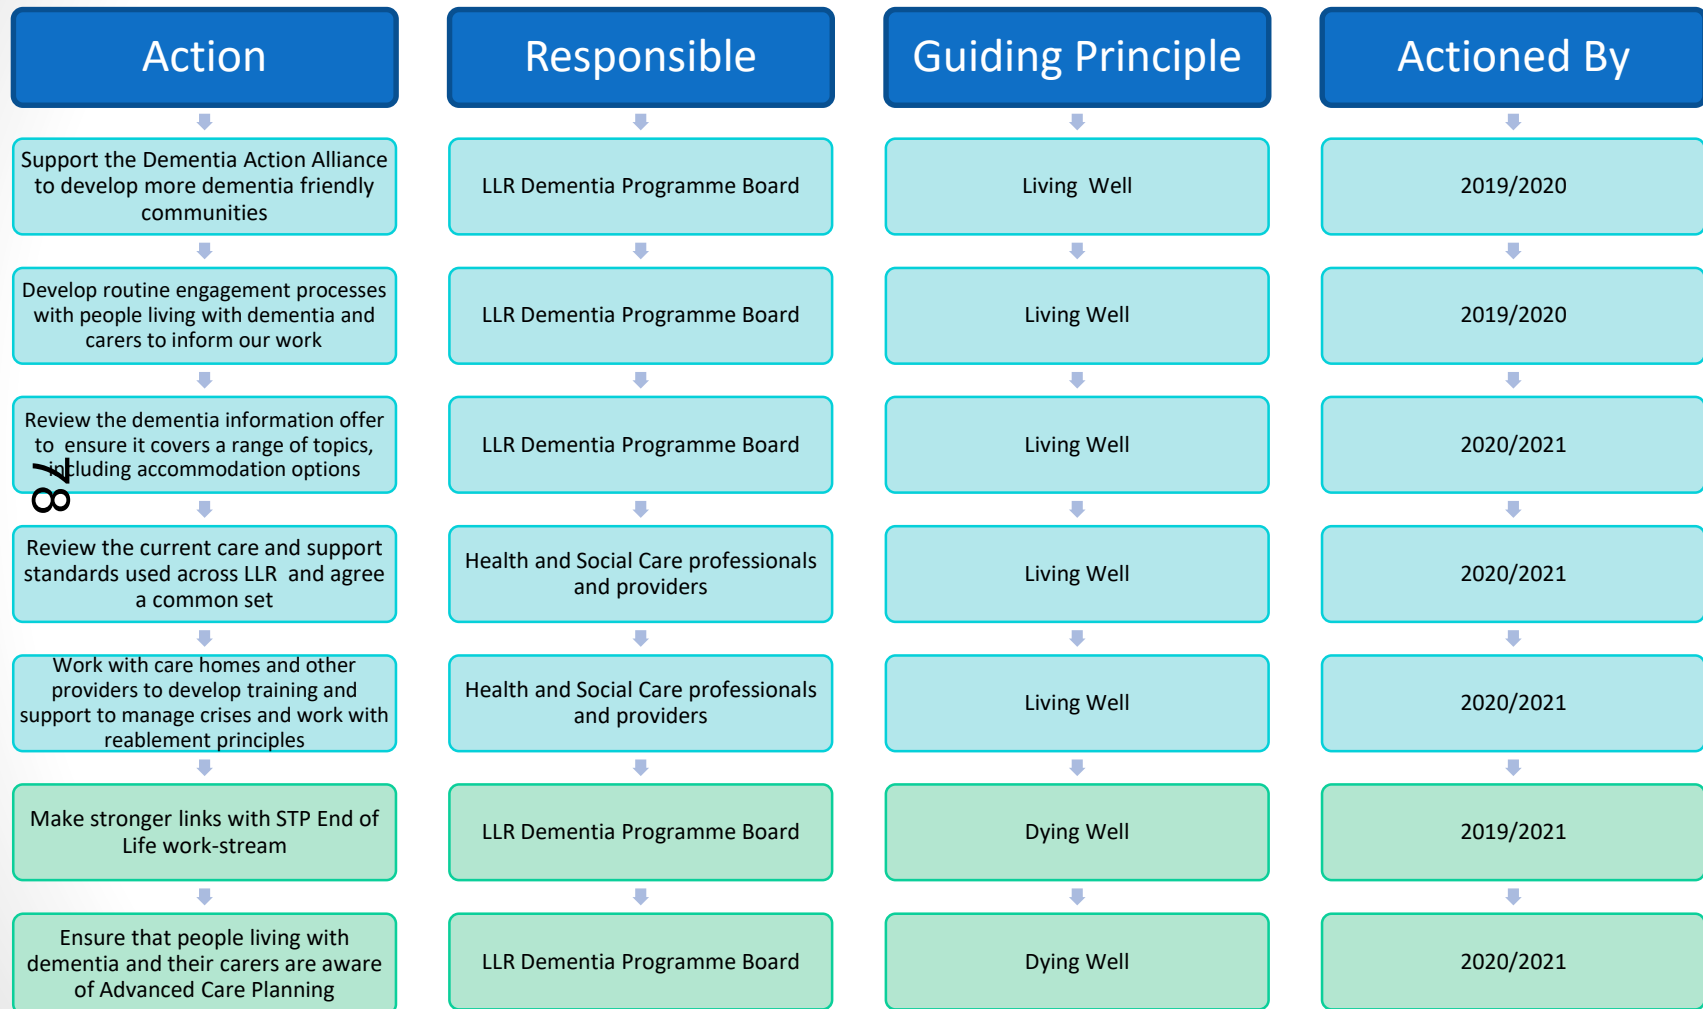 Action
Responsible
Guiding Principle
Actioned By
Support the Dementia Action Alliance
to develop more dementia friendly
communities
LLR Dementia Programme Board
Living Well
2019/2020
Develop routine engagement processes
with people living with dementia and
carers to inform our work
LLR Dementia Programme Board
Living Well
2019/2020
Review the dementia information offer
to ensure it covers a range of topics,
including accommodation options
LLR Dementia Programme Board
Living Well
2020/2021
87
Review the current care and support
standards used across LLR and agree
a common set
Health and Social Care professionals
and providers
Living Well
2020/2021
Work with care homes and other
providers to develop training and
support to manage crises and work with
reablement principles
Health and Social Care professionals
and providers
Living Well
2020/2021
Make stronger links with STP End of
Life work-stream
LLR Dementia Programme Board
Dying Well
2019/2021
Ensure that people living with
dementia and their carers are aware
of Advanced Care Planning
LLR Dementia Programme Board
Dying Well
2020/2021